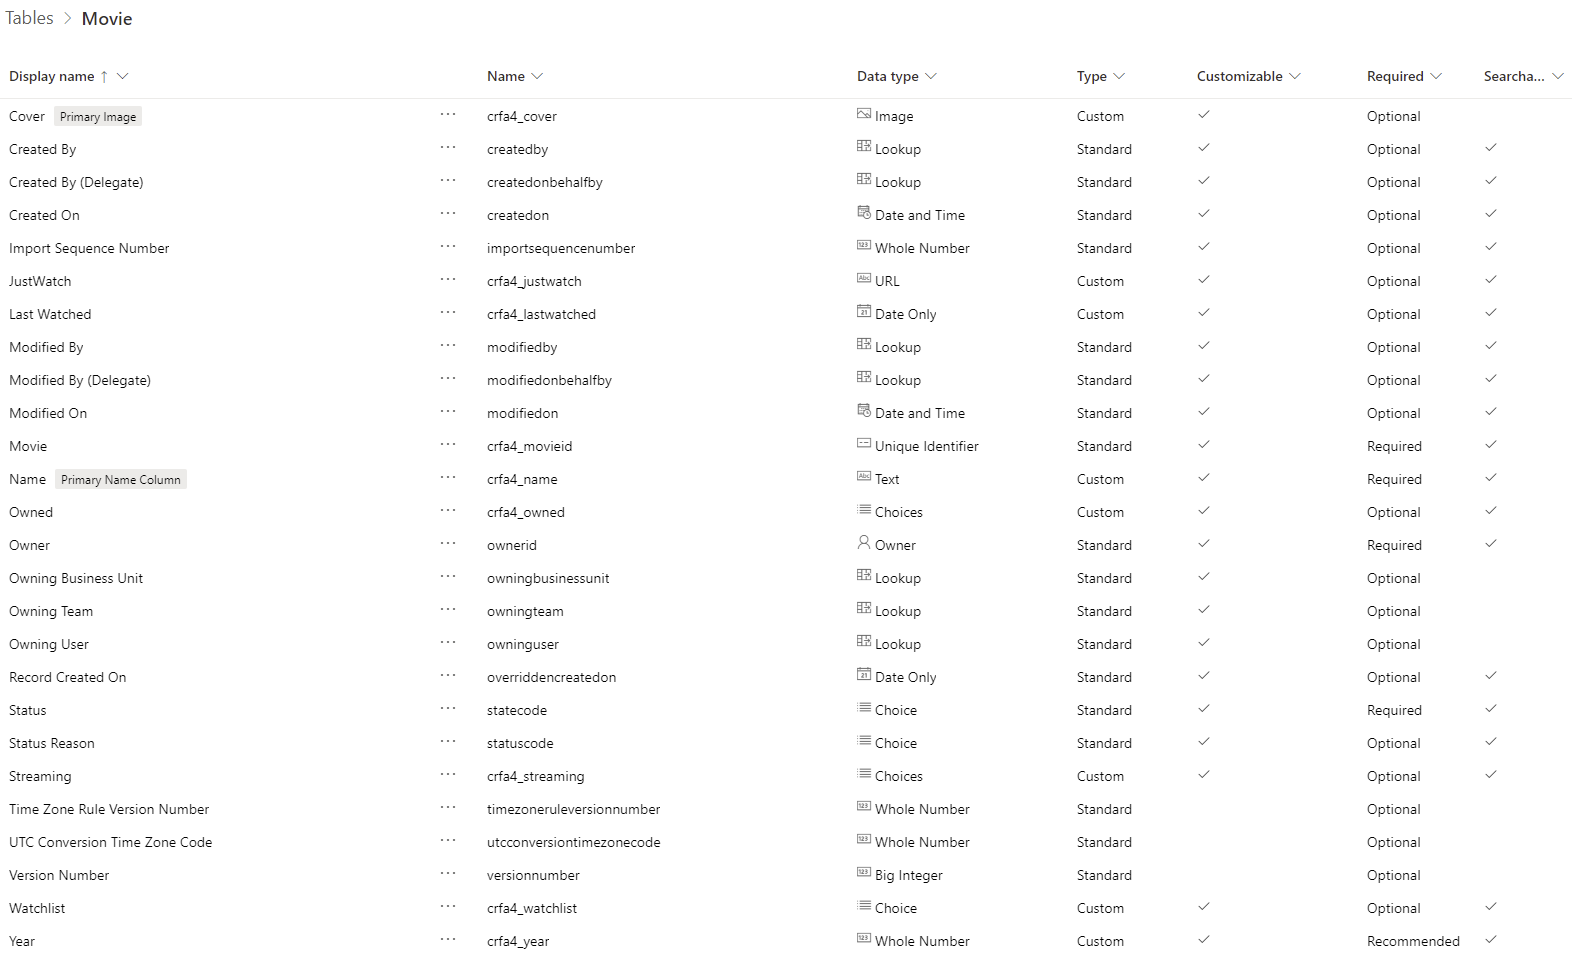 Tables > Movie
Display name ↑ Name Data type Type Customizable Required Searcha...
Cover Primary Image ··· crfa4_cover Image Custom ✓ Optional
Created By ··· createdby Lookup Standard ✓ Optional ✓
Created By (Delegate) ··· createdonbehalfby Lookup Standard ✓ Optional ✓
Created On ··· createdon Date and Time Standard ✓ Optional ✓
Import Sequence Number ··· importsequencenumber 123 Whole Number Standard ✓ Optional ✓
JustWatch ··· crfa4_justwatch Abc URL Custom ✓ Optional ✓
Last Watched ··· crfa4_lastwatched 21 Date Only Custom ✓ Optional ✓
Modified By ··· modifiedby Lookup Standard ✓ Optional ✓
Modified By (Delegate) ··· modifiedonbehalfby Lookup Standard ✓ Optional ✓
Modified On ··· modifiedon Date and Time Standard ✓ Optional ✓
Movie ··· crfa4_movieid Unique Identifier Standard ✓ Required ✓
Name Primary Name Column ··· crfa4_name Abc Text Custom ✓ Required ✓
Owned ··· crfa4_owned Choices Custom ✓ Optional ✓
Owner ··· ownerid Owner Standard ✓ Required ✓
Owning Business Unit ··· owningbusinessunit Lookup Standard ✓ Optional
Owning Team ··· owningteam Lookup Standard ✓ Optional
Owning User ··· owninguser Lookup Standard ✓ Optional
Record Created On ··· overriddencreatedon 21 Date Only Standard ✓ Optional ✓
Status ··· statecode Choice Standard ✓ Required ✓
Status Reason ··· statuscode Choice Standard ✓ Optional ✓
Streaming ··· crfa4_streaming Choices Custom ✓ Optional ✓
Time Zone Rule Version Number ··· timezoneruleversionnumber 123 Whole Number Standard Optional
UTC Conversion Time Zone Code ··· utcconversiontimezonecode 123 Whole Number Standard Optional
Version Number ··· versionnumber 123 Big Integer Standard Optional
Watchlist ··· crfa4_watchlist Choice Custom ✓ Optional ✓
Year ··· crfa4_year 123 Whole Number Custom ✓ Recommended ✓